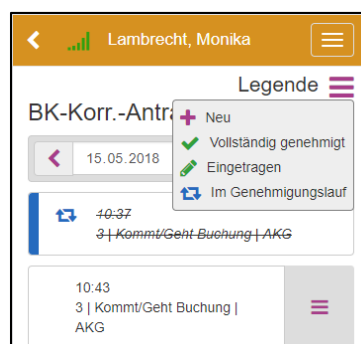 Lambrecht, Monika
Legende
BK-Korr.-Antr
Neu
Vollständig genehmigt
Eingetragen
Im Genehmigungslauf
15.05.2018
10:37
3 | Kommt/Geht Buchung | AKG
10:43
3 | Kommt/Geht Buchung |
AKG